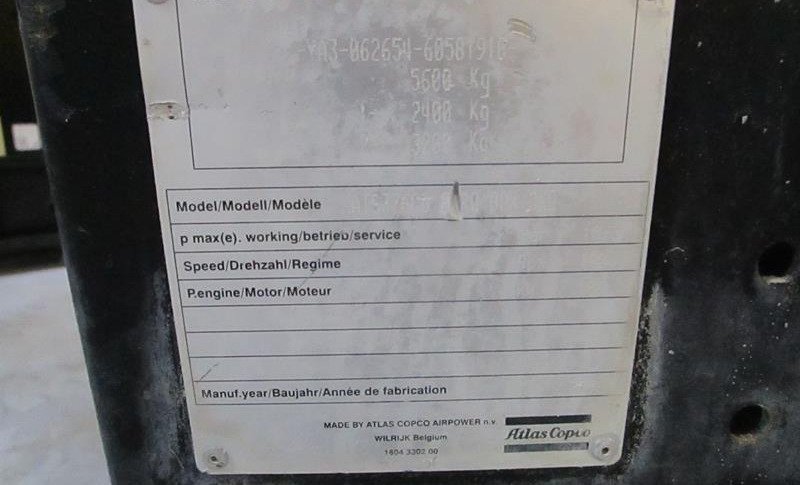 5600 Kg
2400 Kg
Kg
Model/Modell/Modèle
p max(e). working/betrieb/service
Speed/Drehzahl/Regime
P.engine/Motor/Moteur
Manuf.year/Baujahr/Année de fabrication
MADE BY ATLAS COPCO AIRPOWER n.v.
WILRIJK Belgium
Atlas Copco
1604 3302 00